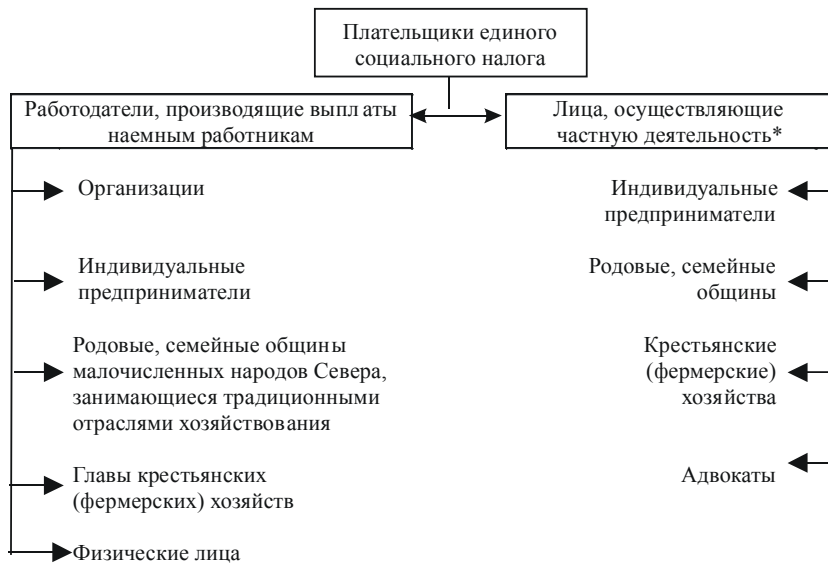 Плательщики единого
социального налога
Работодатели, производящие выплаты
наемным работникам
Лица, осуществляющие
частную деятельность*
Организации
Индивидуальные
предприниматели
Родовые, семейные общины
малочисленных народов Севера,
занимающиеся традиционными
отраслями хозяйствования
Главы крестьянских
(фермерских) хозяйств
Физические лица
Индивидуальные
предприниматели
Родовые, семейные
общины
Крестьянские
(фермерские)
хозяйства
Адвокаты